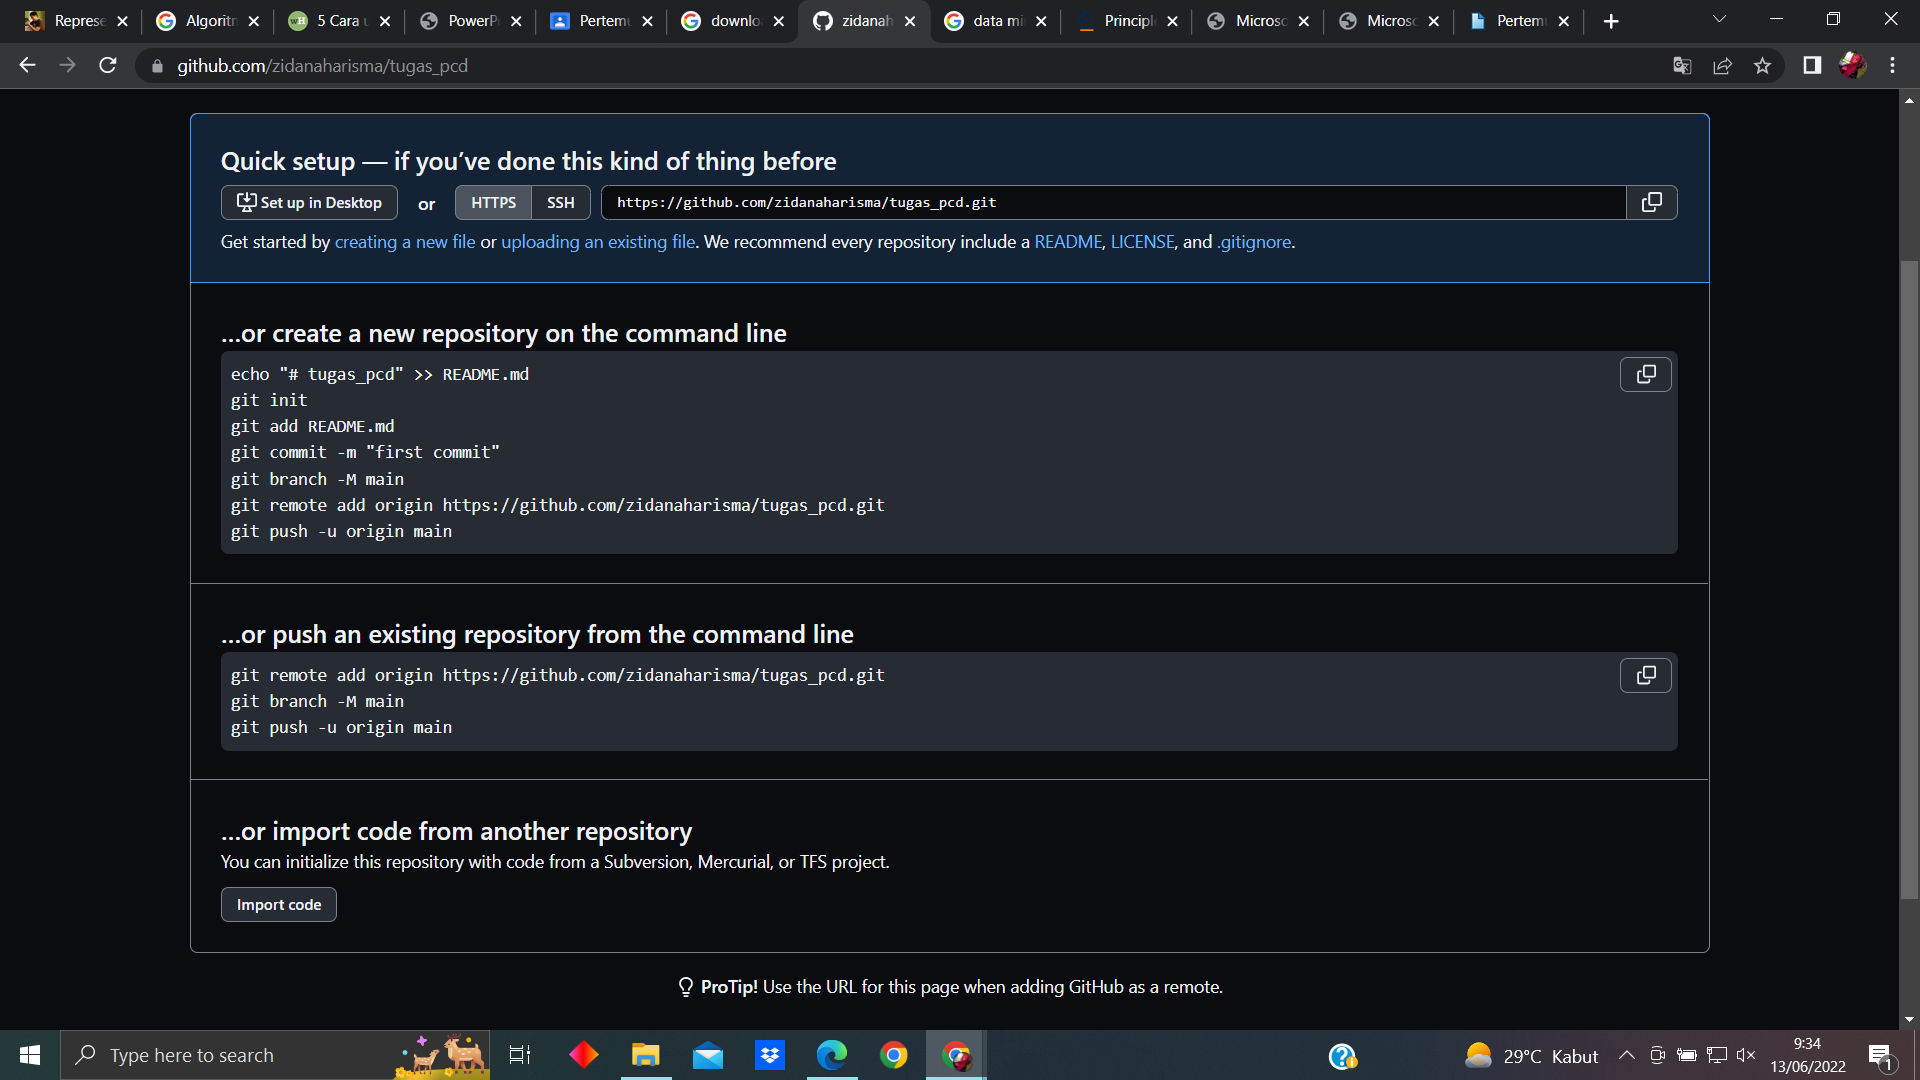 Represe
Algoritm
5 Cara u
PowerP
Pertemu
downlo
zidanah
data mi
Principl
Microso
Microso
Pertemu
github.com/zidanaharisma/tugas_pcd
Quick setup — if you've done this kind of thing before
Set up in Desktop or HTTPS SSH https://github.com/zidanaharisma/tugas_pcd.git
Get started by creating a new file or uploading an existing file. We recommend every repository include a README, LICENSE, and .gitignore.
...or create a new repository on the command line
echo "# tugas_pcd" >> README.md
git init
git add README.md
git commit -m "first commit"
git branch -M main
git remote add origin https://github.com/zidanaharisma/tugas_pcd.git
git push -u origin main
...or push an existing repository from the command line
git remote add origin https://github.com/zidanaharisma/tugas_pcd.git
git branch -M main
git push -u origin main
...or import code from another repository
You can initialize this repository with code from a Subversion, Mercurial, or TFS project.
Import code
ProTip! Use the URL for this page when adding GitHub as a remote.
Type here to search
29°C Kabut
9:34
13/06/2022
1